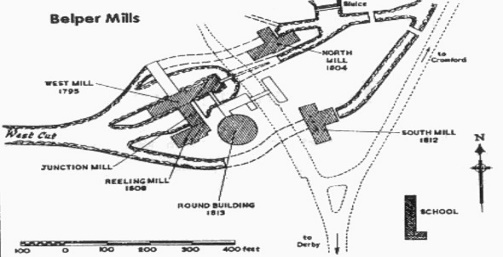 Belper Mills
Sluice
NORTH
MILL
1804
to
Cromford
WEST MILL
1795
West Cut
SOUTH MILL
1812
N
JUNCTION MILL
REELING MILL
1808
ROUND BUILDING
1813
SCHOOL
to
Derby
100 0 100 200 300 400 feet